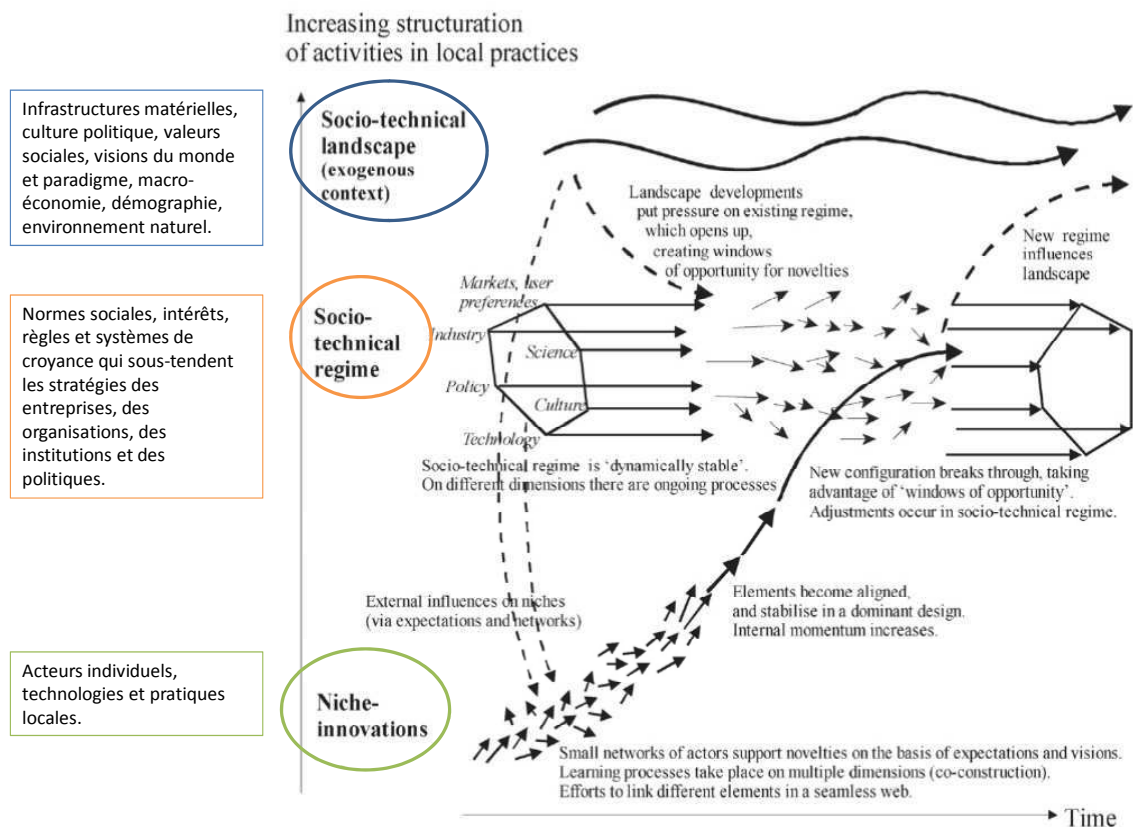 Increasing structuration
of activities in local practices
Infrastructures matérielles,
culture politique, valeurs
sociales, visions du monde
et paradigme, macro-
économie, démographie,
environnement naturel.
Socio-technical
landscape
(exogenous
context)
Landscape developments
put pressure on existing regime,
which opens up,
creating windows
of opportunity for novelties
New regime
influences
landscape
Normes sociales, intérêts,
règles et systèmes de
croyance qui sous-tendent
les stratégies des
entreprises, des
organisations, des
institutions et des
politiques.
Socio-
technical
regime
Markets, user
preferences
Industry
Science
Policy
Culture
Technology
Socio-technical regime is ‘dynamically stable’.
On different dimensions there are ongoing processes
New configuration breaks through, taking
advantage of ‘windows of opportunity’.
Adjustments occur in socio-technical regime.
External influences on niches
(via expectations and networks)
Elements become aligned,
and stabilise in a dominant design.
Internal momentum increases.
Acteurs individuels,
technologies et pratiques
locales.
Niche-
innovations
Small networks of actors support novelties on the basis of expectations and visions.
Learning processes take place on multiple dimensions (co-construction).
Efforts to link different elements in a seamless web.
Time